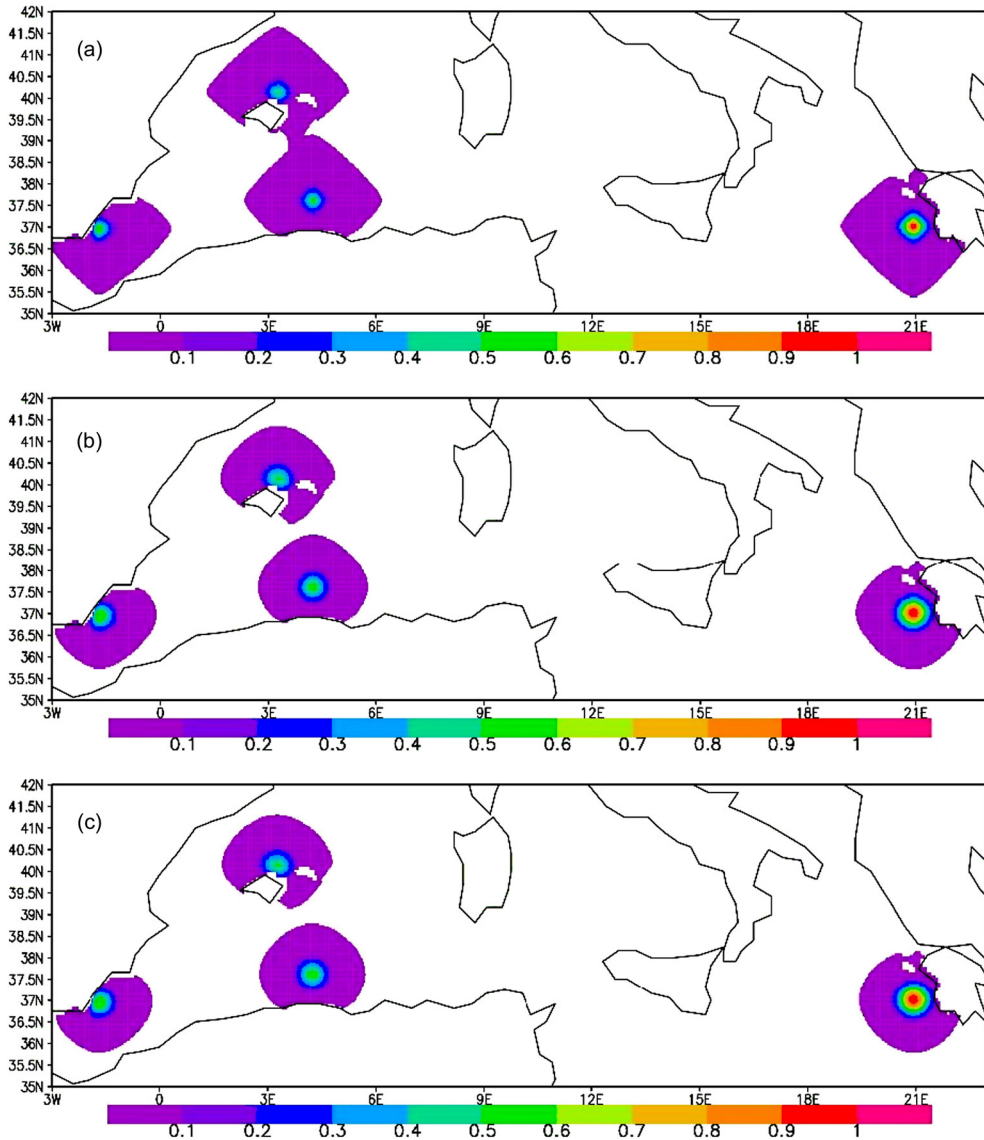 42N
41.5N
(a)
41N
40.5N
40N
39.5N
39N
38.5N
38N
37.5N
37N
36.5N
36N
35.5N
35N
3W 0 3E 6E 9E 12E 15E 18E 21E
0.1 0.2 0.3 0.4 0.5 0.6 0.7 0.8 0.9 1
42N
41.5N
(b)
41N
40.5N
40N
39.5N
39N
38.5N
38N
37.5N
37N
36.5N
36N
35.5N
35N
3W 0 3E 6E 9E 12E 15E 18E 21E
0.1 0.2 0.3 0.4 0.5 0.6 0.7 0.8 0.9 1
42N
41.5N
(c)
41N
40.5N
40N
39.5N
39N
38.5N
38N
37.5N
37N
36.5N
36N
35.5N
35N
3W 0 3E 6E 9E 12E 15E 18E 21E
0.1 0.2 0.3 0.4 0.5 0.6 0.7 0.8 0.9 1